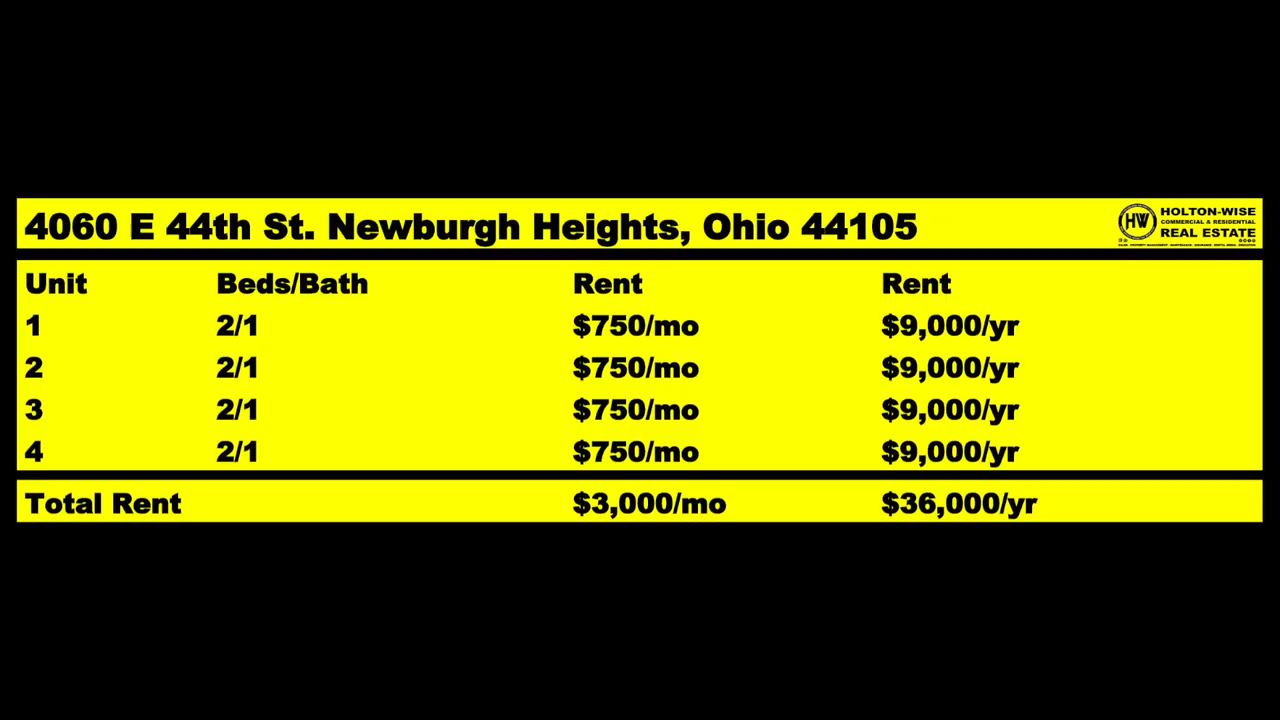 4060 E 44th St. Newburgh Heights, Ohio 44105
HW
HOLTON-WISE
COMMERCIAL & RESIDENTIAL
REAL ESTATE
Unit Beds/Bath Rent Rent
1 2/1 $750/mo $9,000/yr
2 2/1 $750/mo $9,000/yr
3 2/1 $750/mo $9,000/yr
4 2/1 $750/mo $9,000/yr
Total Rent $3,000/mo $36,000/yr